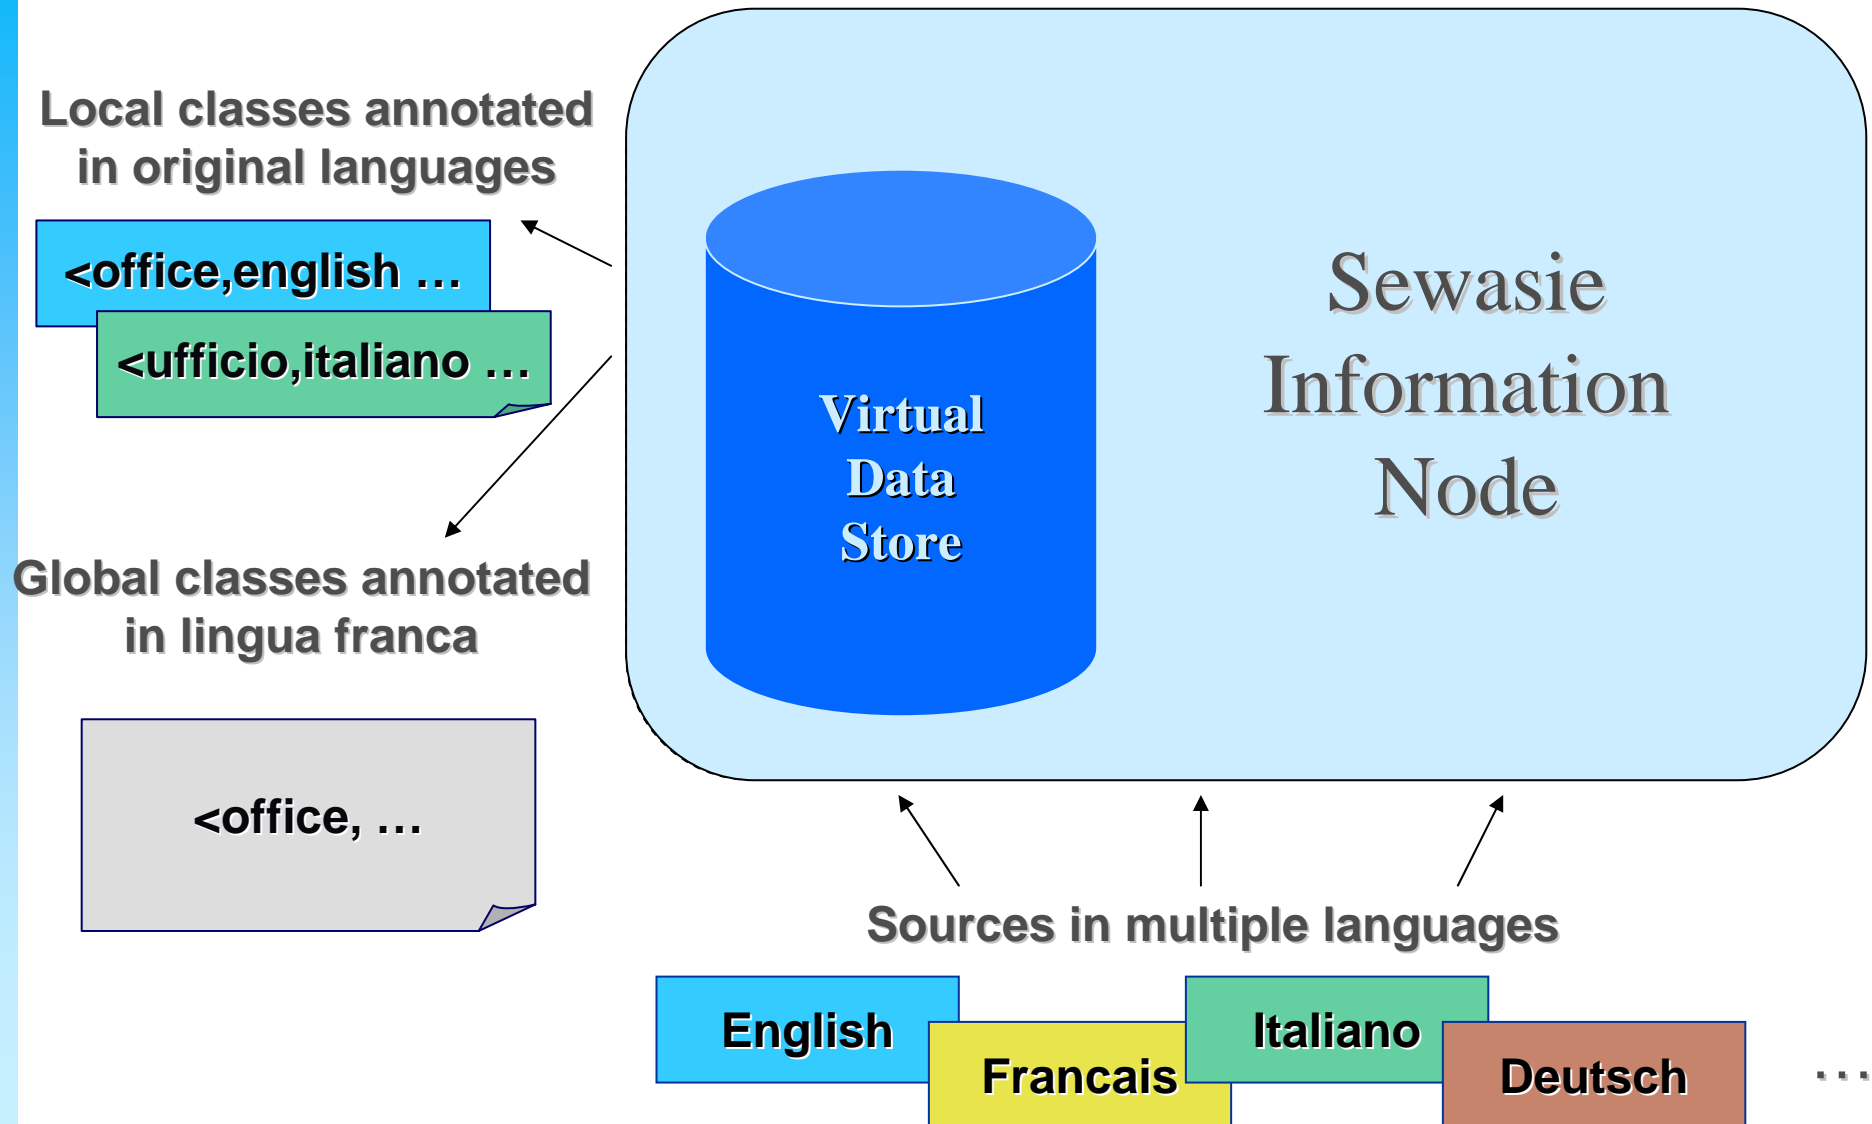 Local classes annotated
in original languages
<office,english …
<ufficio,italiano …
Global classes annotated
in lingua franca
<office, …
Virtual
Data
Store
Sewasie
Information
Node
Sources in multiple languages
English
Francais
Italiano
Deutsch
…